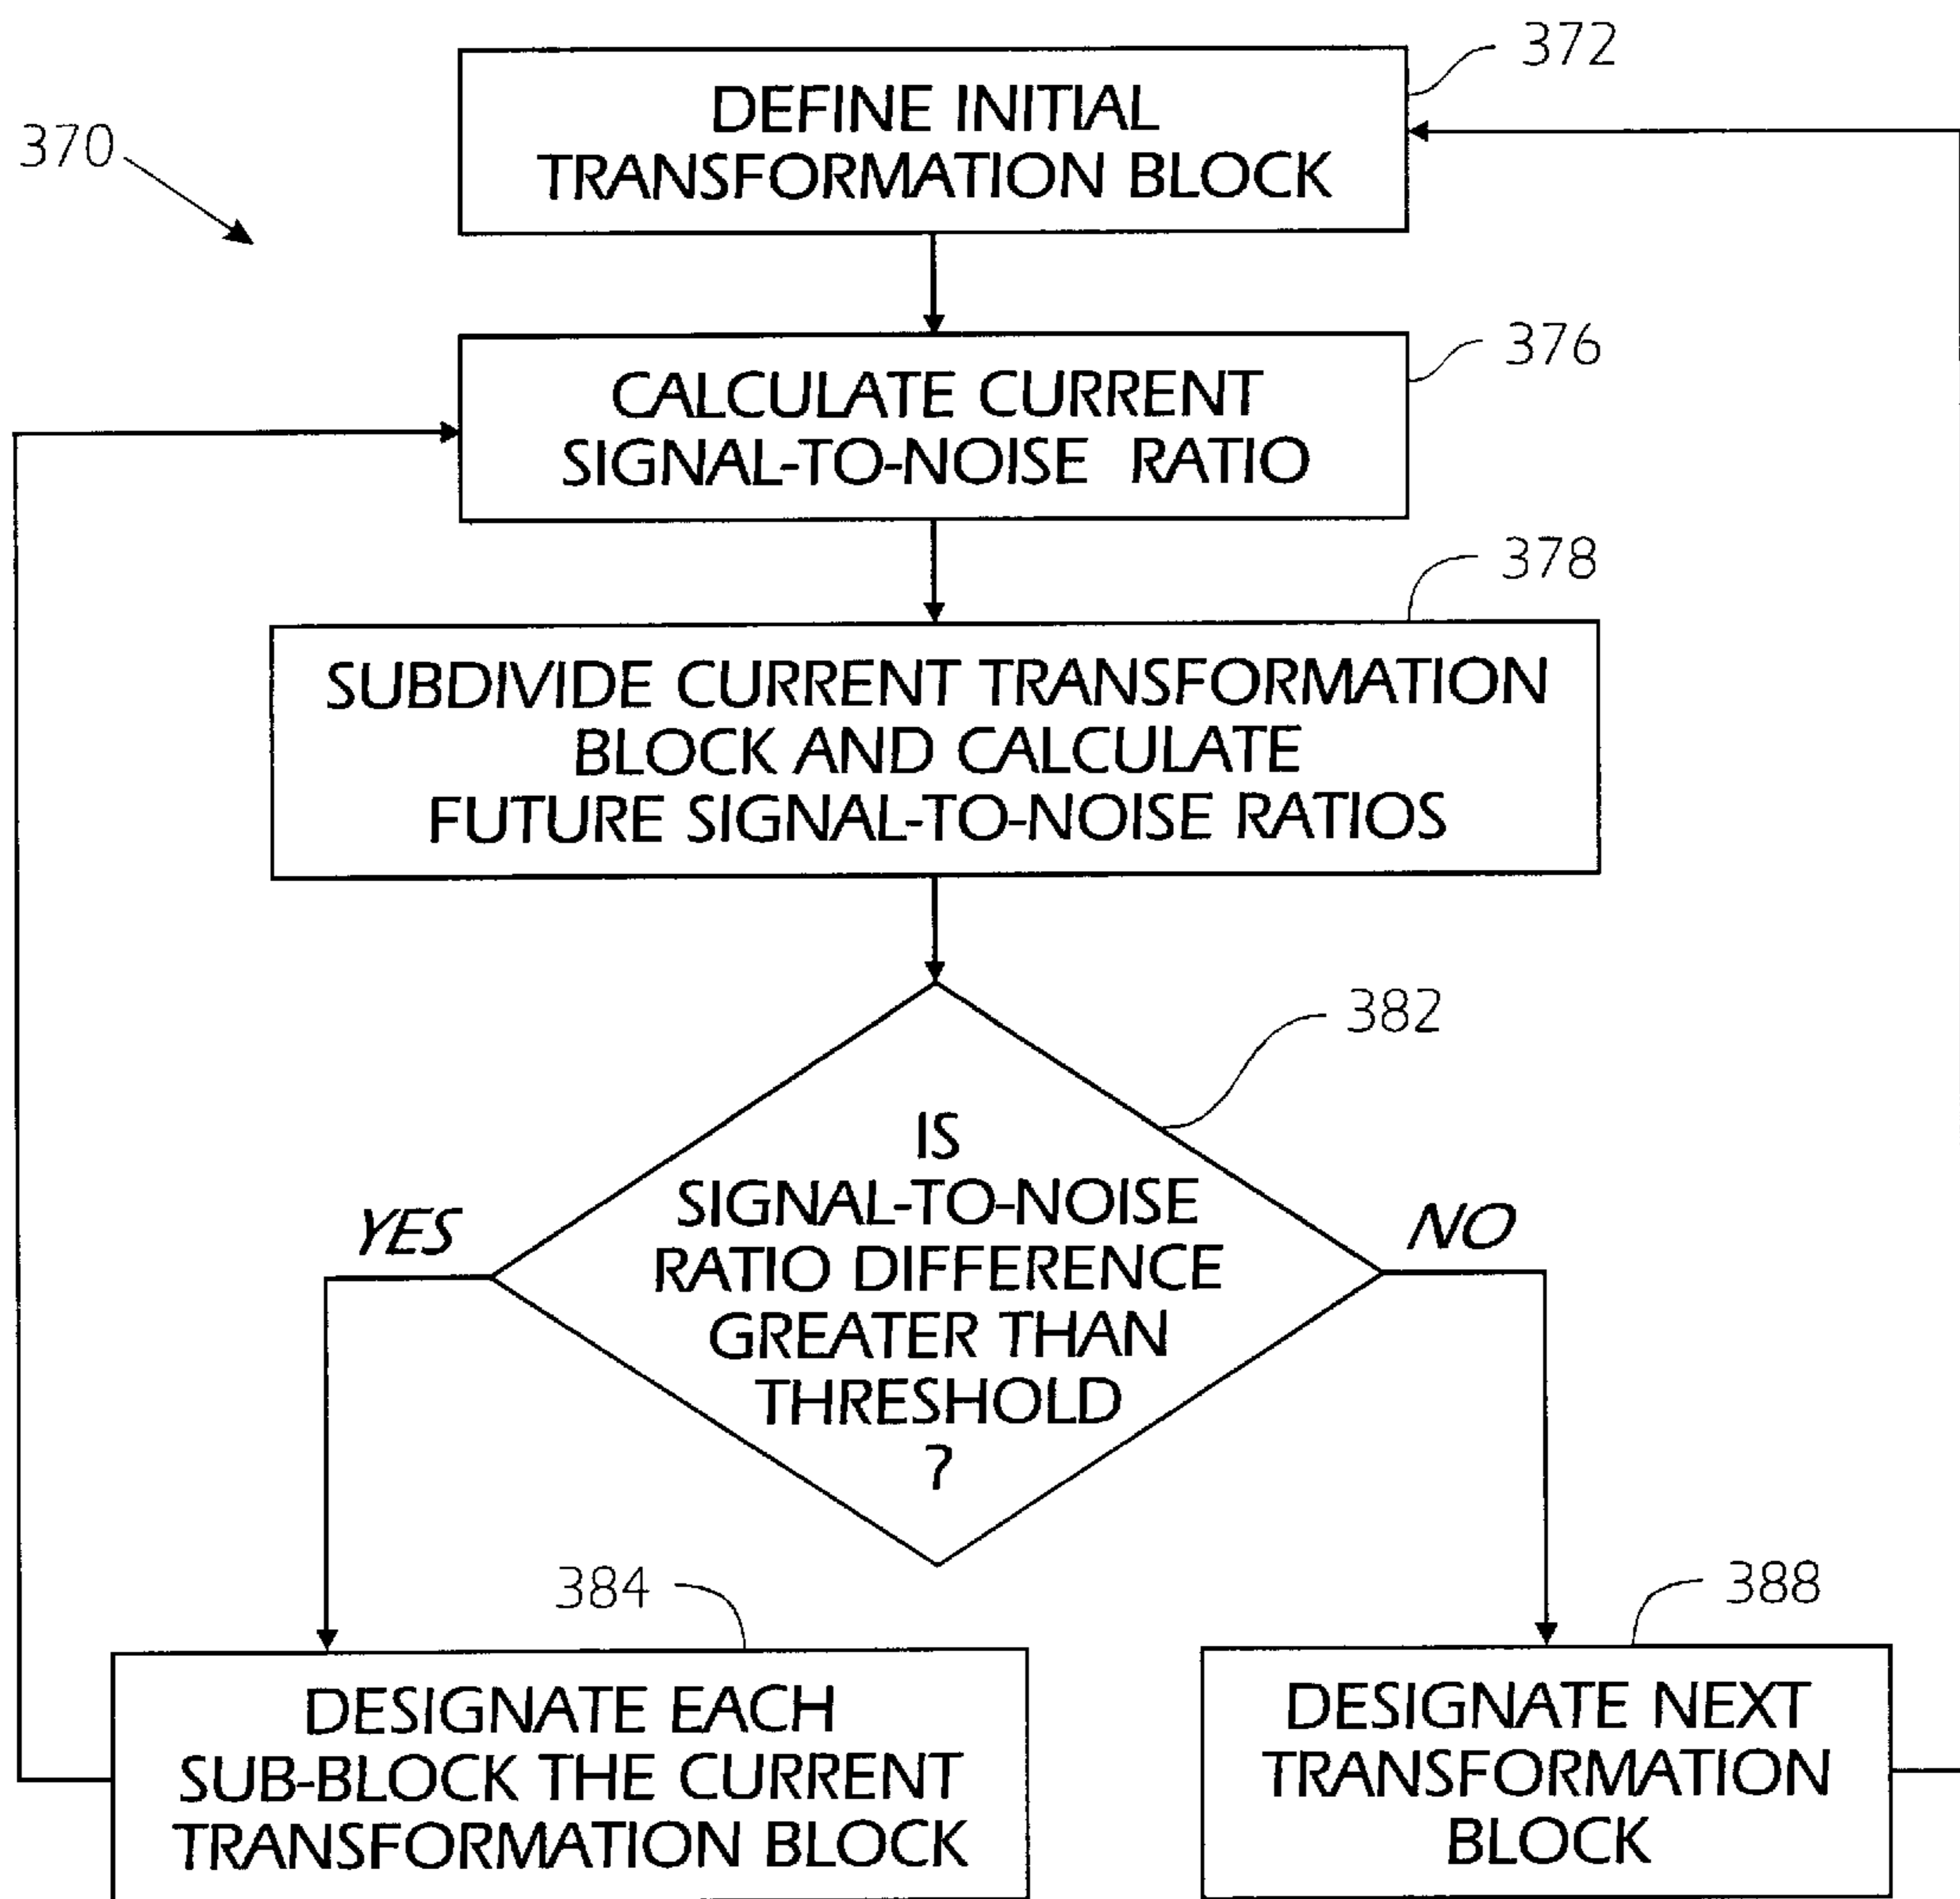 370
372
DEFINE INITIAL
TRANSFORMATION BLOCK
376
CALCULATE CURRENT
SIGNAL-TO-NOISE RATIO
378
SUBDIVIDE CURRENT TRANSFORMATION
BLOCK AND CALCULATE
FUTURE SIGNAL-TO-NOISE RATIOS
382
IS
SIGNAL-TO-NOISE
RATIO DIFFERENCE
GREATER THAN
THRESHOLD
?
YES
NO
384
DESIGNATE EACH
SUB-BLOCK THE CURRENT
TRANSFORMATION BLOCK
388
DESIGNATE NEXT
TRANSFORMATION
BLOCK